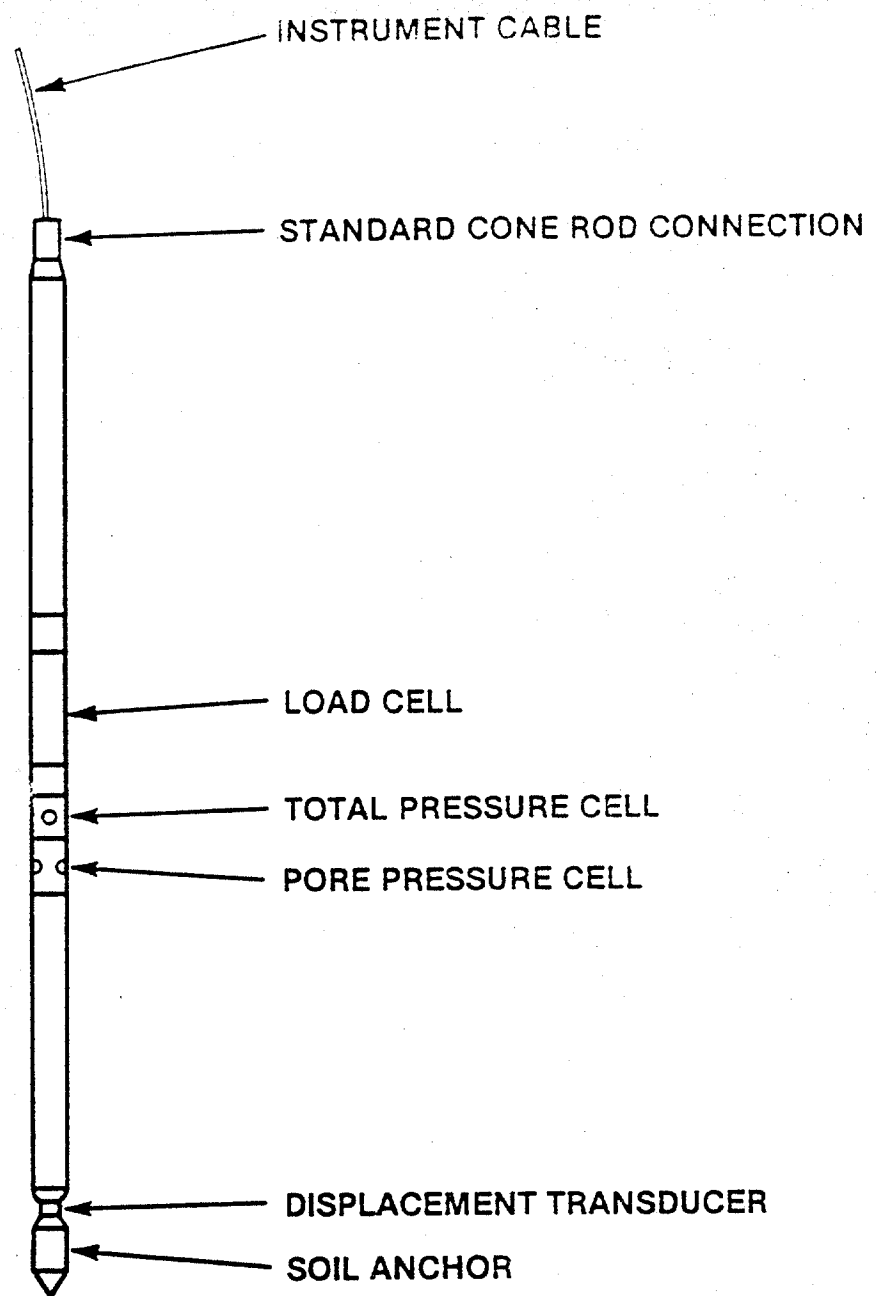 INSTRUMENT CABLE
STANDARD CONE ROD CONNECTION
LOAD CELL
TOTAL PRESSURE CELL
PORE PRESSURE CELL
DISPLACEMENT TRANSDUCER
SOIL ANCHOR